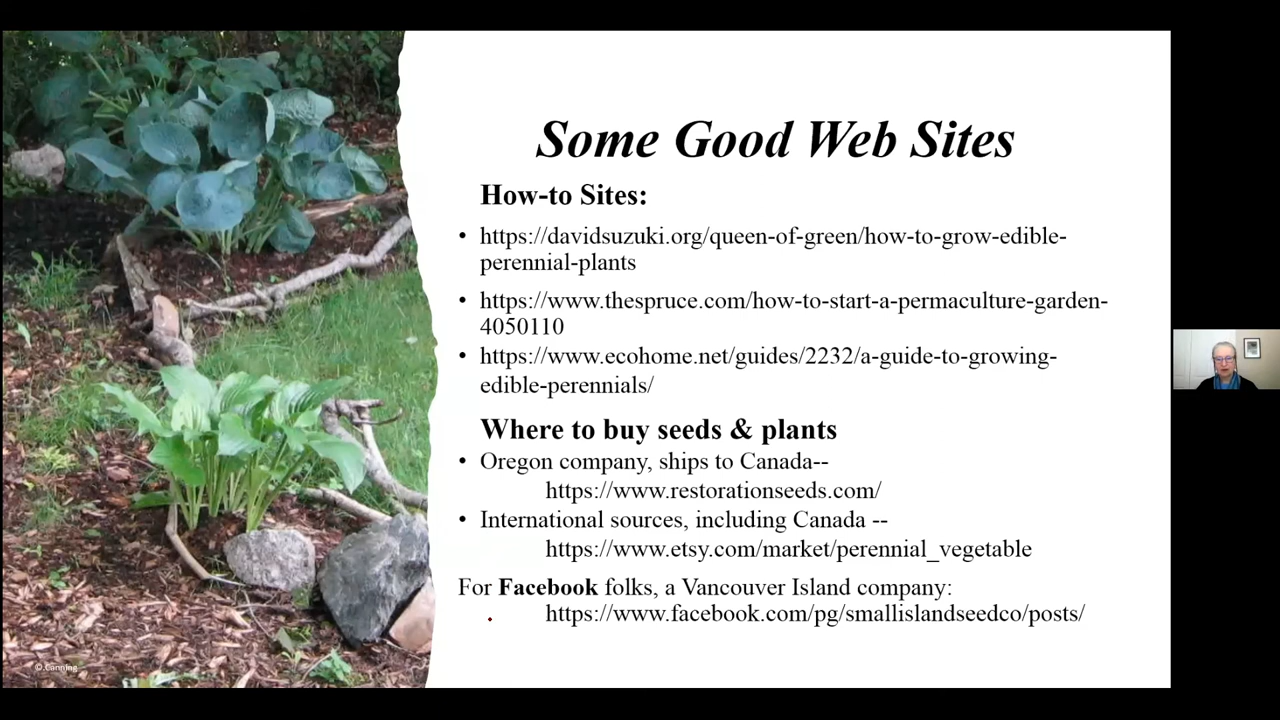 Some Good Web Sites
How-to Sites:
• https://davidsuzuki.org/queen-of-green/how-to-grow-edible-
perennial-plants
• https://www.thespruce.com/how-to-start-a-permaculture-garden-
4050110
• https://www.ecohome.net/guides/2232/a-guide-to-growing-
edible-perennials/
Where to buy seeds & plants
• Oregon company, ships to Canada--
https://www.restorationseeds.com/
• International sources, including Canada --
https://www.etsy.com/market/perennial_vegetable
For Facebook folks, a Vancouver Island company:
https://www.facebook.com/pg/smallislandseedco/posts/
© Canning